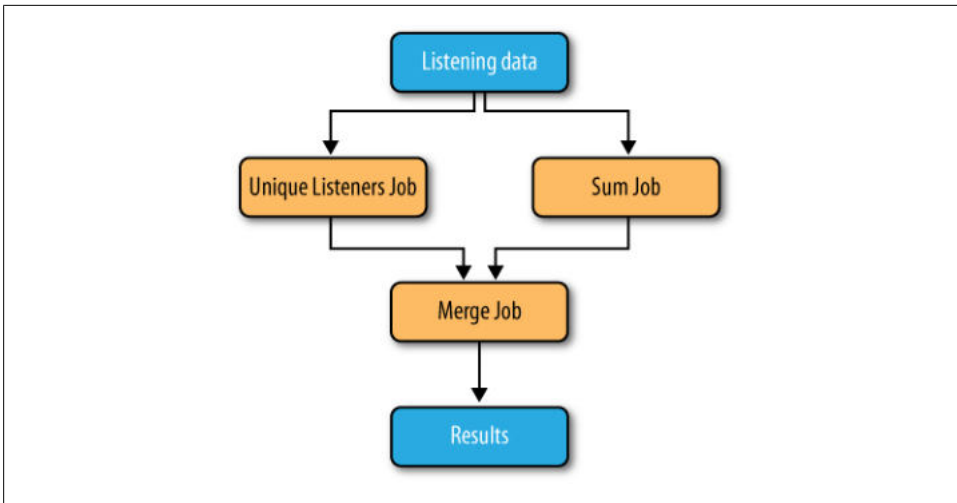 Listening data
Unique Listeners Job
Sum Job
Merge Job
Results